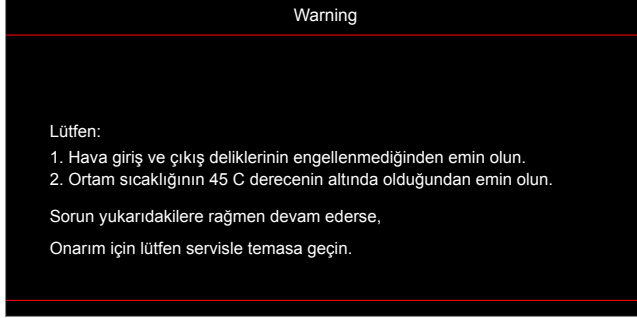 Warning
Lütfen:
1. Hava giriş ve çıkış deliklerinin engellenmediğinden emin olun.
2. Ortam sıcaklığının 45 C derecenin altında olduğundan emin olun.
Sorun yukarıdakilere rağmen devam ederse,
Onarım için lütfen servisle temasa geçin.